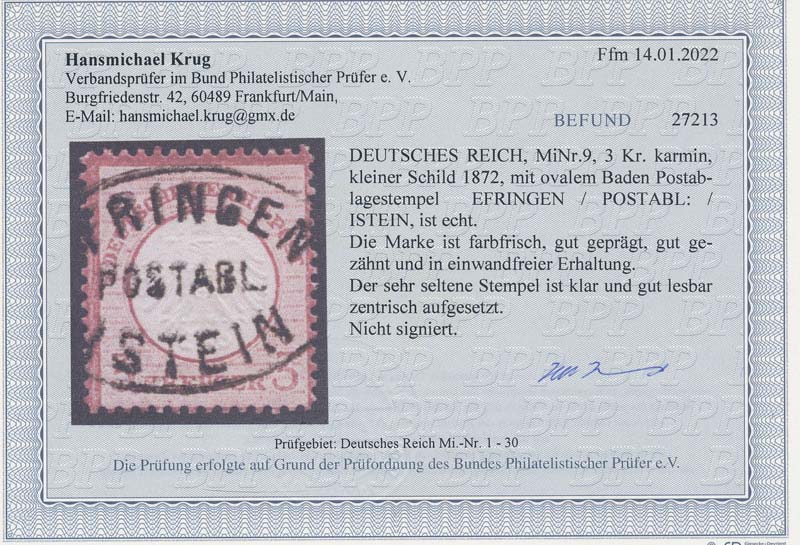 Hansmichael Krug
Ffm 14.01.2022
Verbandsprüfer im Bund Philatelistischer Prüfer e. V.
Burgfriedenstr. 42, 60489 Frankfurt/Main,
E-Mail: hansmichael.krug@gmx.de
BEFUND 27213
DEUTSCHES REICH, MiNr.9, 3 Kr. karmin,
kleiner Schild 1872, mit ovalem Baden Postab-
lagestempel EFRINGEN / POSTABL: /
ISTEIN, ist echt.
Die Marke ist farbfrisch, gut geprägt, gut ge-
zähnt und in einwandfreier Erhaltung.
Der sehr seltene Stempel ist klar und gut lesbar
zentrisch aufgesetzt.
Nicht signiert.
RINGEN
POSTABL
STEIN
Prüfgebiet: Deutsches Reich Mi.-Nr. 1 - 30
Die Prüfung erfolgte auf Grund der Prüfordnung des Bundes Philatelistischer Prüfer e.V.
BPP